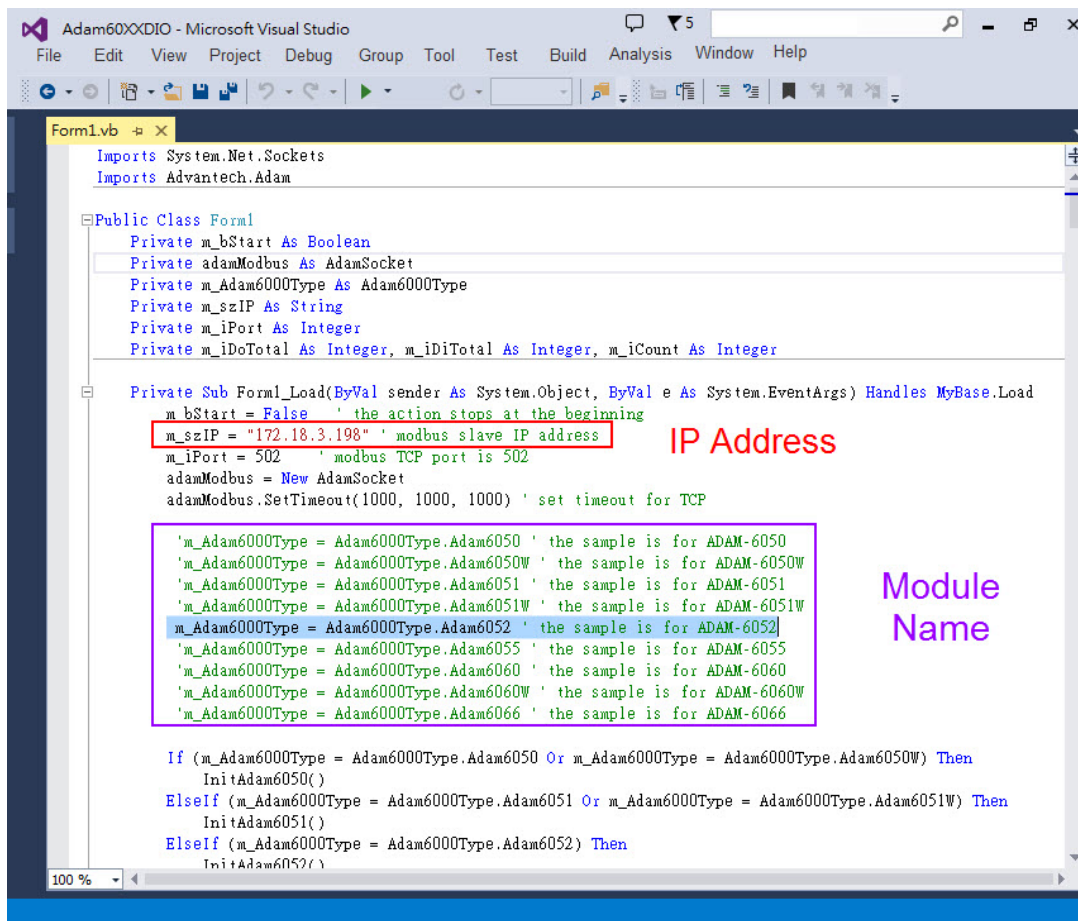 Adam60XXDIO - Microsoft Visual Studio
5
File Edit View Project Debug Group Tool Test Build Analysis Window Help
Form1.vb
Imports System.Net.Sockets
Imports Advantech.Adam
Public Class Form1
Private m_bStart As Boolean
Private adamModbus As AdamSocket
Private m_Adam6000Type As Adam6000Type
Private m_szIP As String
Private m_iPort As Integer
Private m_iDoTotal As Integer, m_iDiTotal As Integer, m_iCount As Integer
Private Sub Form1_Load(ByVal sender As System.Object, ByVal e As System.EventArgs) Handles MyBase.Load
m_bStart = False ' the action stops at the beginning
m_szIP = "172.18.3.198" ' modbus slave IP address
IP Address
m_iPort = 502 ' modbus TCP port is 502
adamModbus = New AdamSocket
adamModbus.SetTimeout(1000, 1000, 1000) ' set timeout for TCP
'm_Adam6000Type = Adam6000Type.Adam6050 ' the sample is for ADAM-6050
'm_Adam6000Type = Adam6000Type.Adam6050W ' the sample is for ADAM-6050W
'm_Adam6000Type = Adam6000Type.Adam6051 ' the sample is for ADAM-6051
'm_Adam6000Type = Adam6000Type.Adam6051W ' the sample is for ADAM-6051W
m_Adam6000Type = Adam6000Type.Adam6052 ' the sample is for ADAM-6052
'm_Adam6000Type = Adam6000Type.Adam6055 ' the sample is for ADAM-6055
'm_Adam6000Type = Adam6000Type.Adam6060 ' the sample is for ADAM-6060
'm_Adam6000Type = Adam6000Type.Adam6060W ' the sample is for ADAM-6060W
'm_Adam6000Type = Adam6000Type.Adam6066 ' the sample is for ADAM-6066
Module
Name
If (m_Adam6000Type = Adam6000Type.Adam6050 Or m_Adam6000Type = Adam6000Type.Adam6050W) Then
InitAdam6050()
ElseIf (m_Adam6000Type = Adam6000Type.Adam6051 Or m_Adam6000Type = Adam6000Type.Adam6051W) Then
InitAdam6051()
ElseIf (m_Adam6000Type = Adam6000Type.Adam6052) Then
InitAdam6052()
100 %